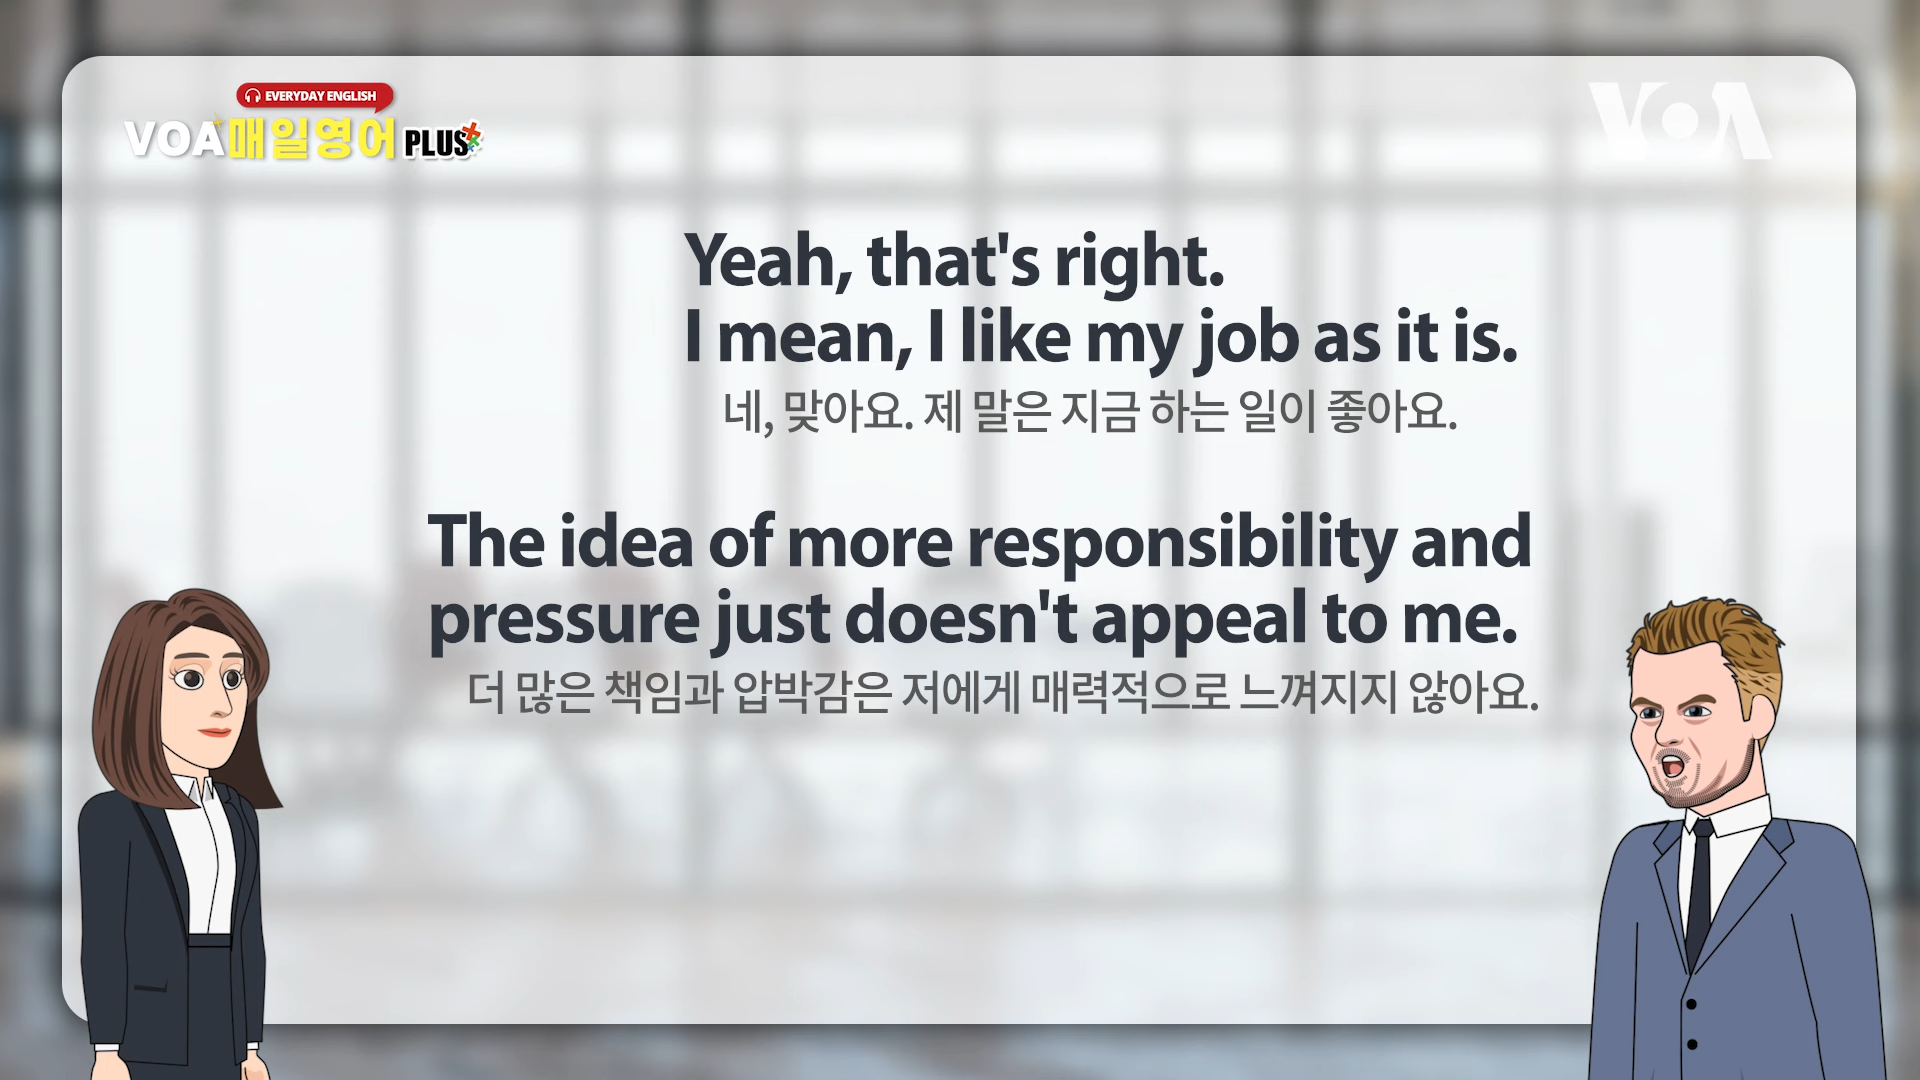 EVERYDAY ENGLISH
VOA매일영어 PLUS+
VOA
Yeah, that's right.
I mean, I like my job as it is.
네, 맞아요. 제 말은 지금 하는 일이 좋아요.
The idea of more responsibility and
pressure just doesn't appeal to me.
더 많은 책임과 압박감은 저에게 매력적으로 느껴지지 않아요.